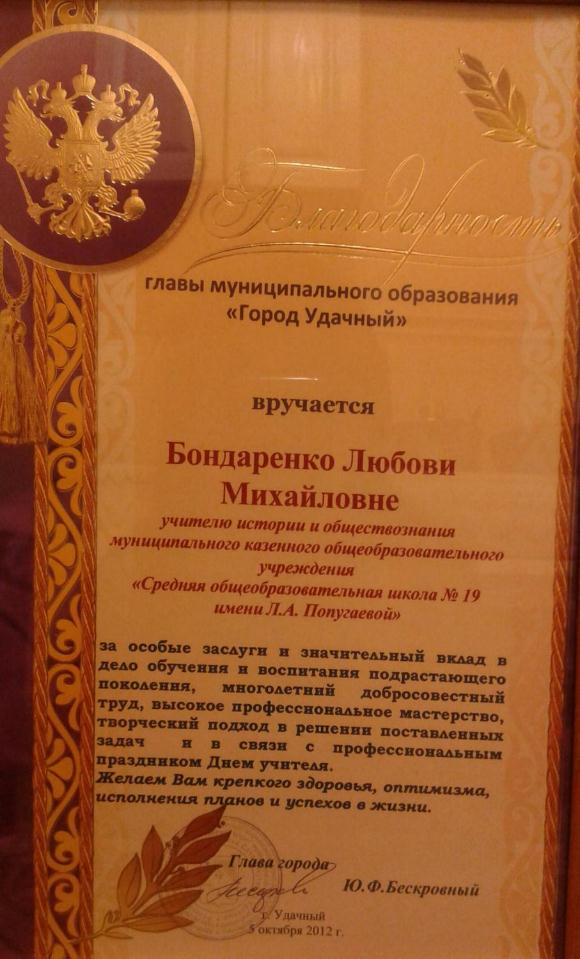 Благодарность
главы муниципального образования
«Город Удачный»
вручается
Бондаренко Любови
Михайловне
учителю истории и обществознания
муниципального казенного общеобразовательного
учреждения
«Средняя общеобразовательная школа № 19
имени Л.А. Попугаевой»
за особые заслуги и значительный вклад в
дело обучения и воспитания подрастающего
поколения, многолетний добросовестный
труд, высокое профессиональное мастерство,
творческий подход в решении поставленных
задач и в связи с профессиональным
праздником Днем учителя.
Желаем Вам крепкого здоровья, оптимизма,
исполнения планов и успехов в жизни.
Глава города
Ю.Ф.Бескровный
г. Удачный
5 октября 2012 г.